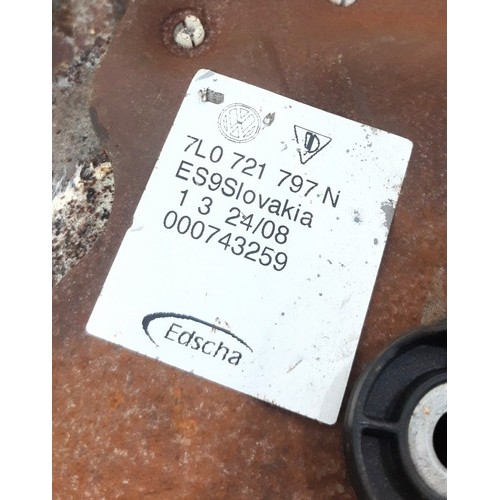 7L0 721 797 N
ES9Slovakia
1 3 24/08
000743259
Edscha